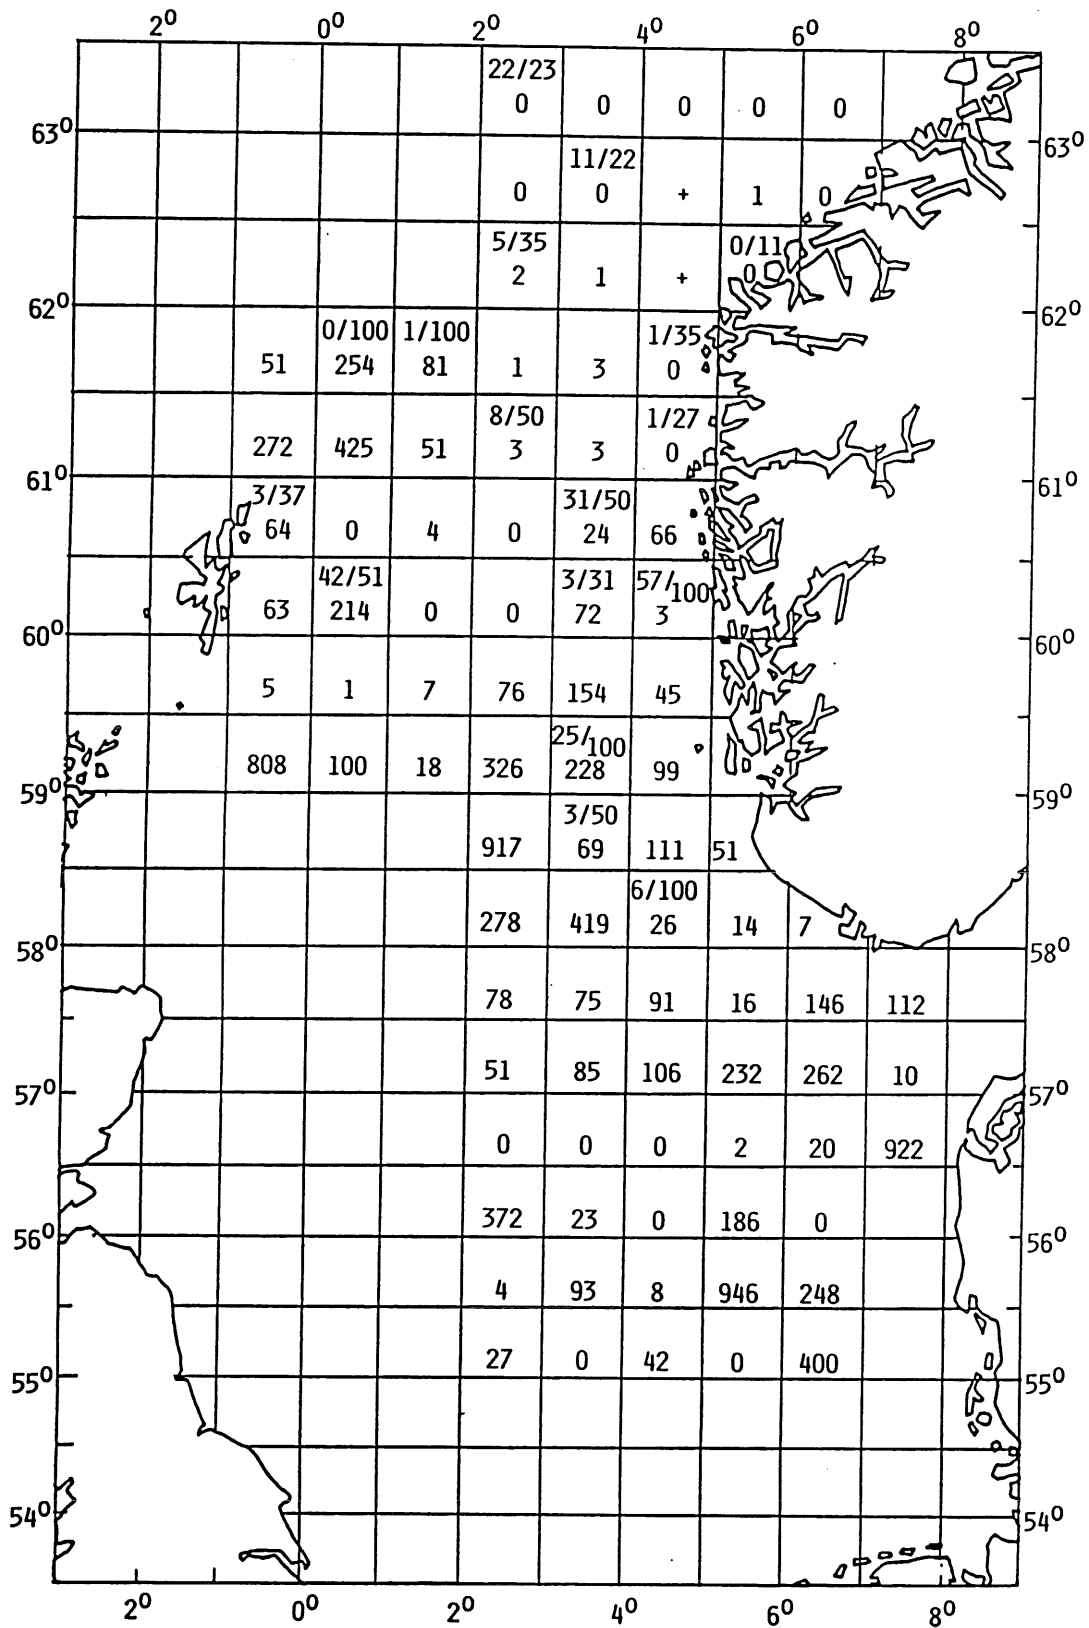 2⁰ 0⁰ 2⁰ 4⁰ 6⁰ 8⁰
22/23
0 0 0 0 0
63⁰ 63⁰
11/22
0 0 + 1 0
5/35 0/11
2 1 + 0
62⁰ 62⁰
0/100 1/100 1/35
51 254 81 1 3 0
8/50 1/27
272 425 51 3 3 0
61⁰ 61⁰
3/37 31/50
64 0 4 0 24 66
42/51 3/31 57/100
63 214 0 0 72 3
60⁰ 60⁰
5 1 7 76 154 45
25/100
808 100 18 326 228 99
59⁰ 59⁰
3/50
917 69 111 51
6/100
278 419 26 14 7
58⁰ 58⁰
78 75 91 16 146 112
51 85 106 232 262 10
57⁰ 57⁰
0 0 0 2 20 922
372 23 0 186 0
56⁰ 56⁰
4 93 8 946 248
27 0 42 0 400
55⁰ 55⁰
54⁰ 54⁰
2⁰ 0⁰ 2⁰ 4⁰ 6⁰ 8⁰